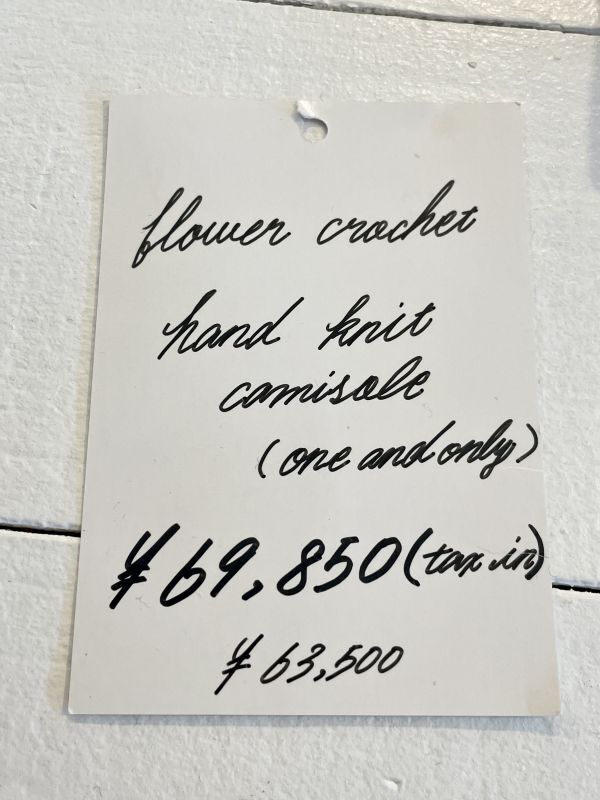 flower crochet
hand knit
camisole
(one and only)
¥69,850(tax in)
¥63,500